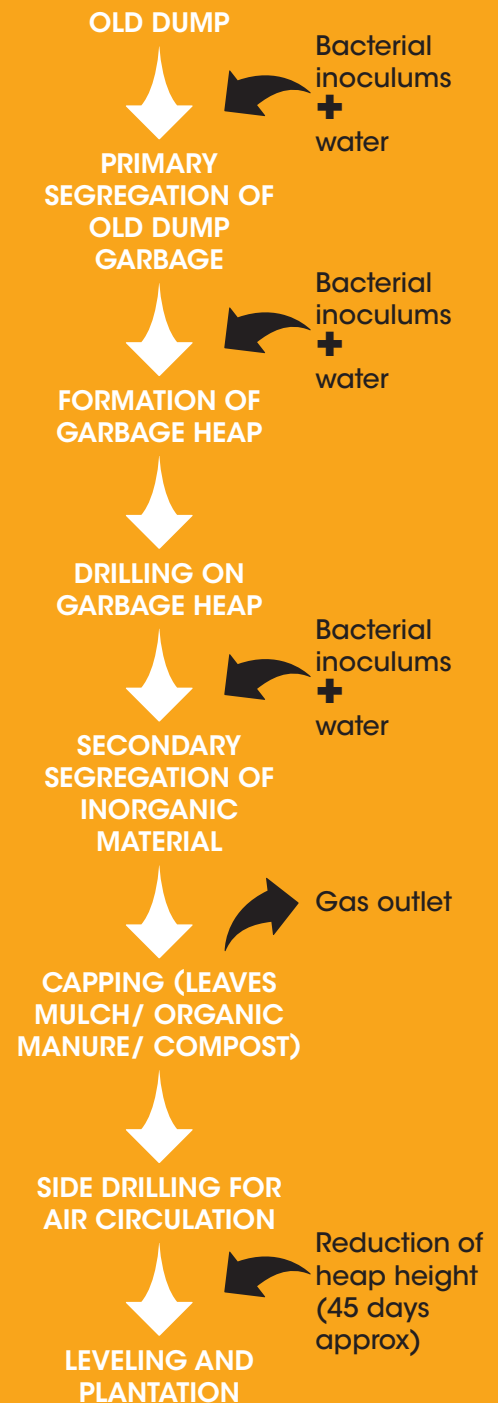 OLD DUMP
Bacterial
inoculums
+
water
PRIMARY
SEGREGATION OF
OLD DUMP
GARBAGE
Bacterial
inoculums
+
water
FORMATION OF
GARBAGE HEAP
DRILLING ON
GARBAGE HEAP
Bacterial
inoculums
+
water
SECONDARY
SEGREGATION OF
INORGANIC
MATERIAL
Gas outlet
CAPPING (LEAVES
MULCH/ ORGANIC
MANURE/ COMPOST)
SIDE DRILLING FOR
AIR CIRCULATION
Reduction of
heap height
(45 days
approx)
LEVELING AND
PLANTATION